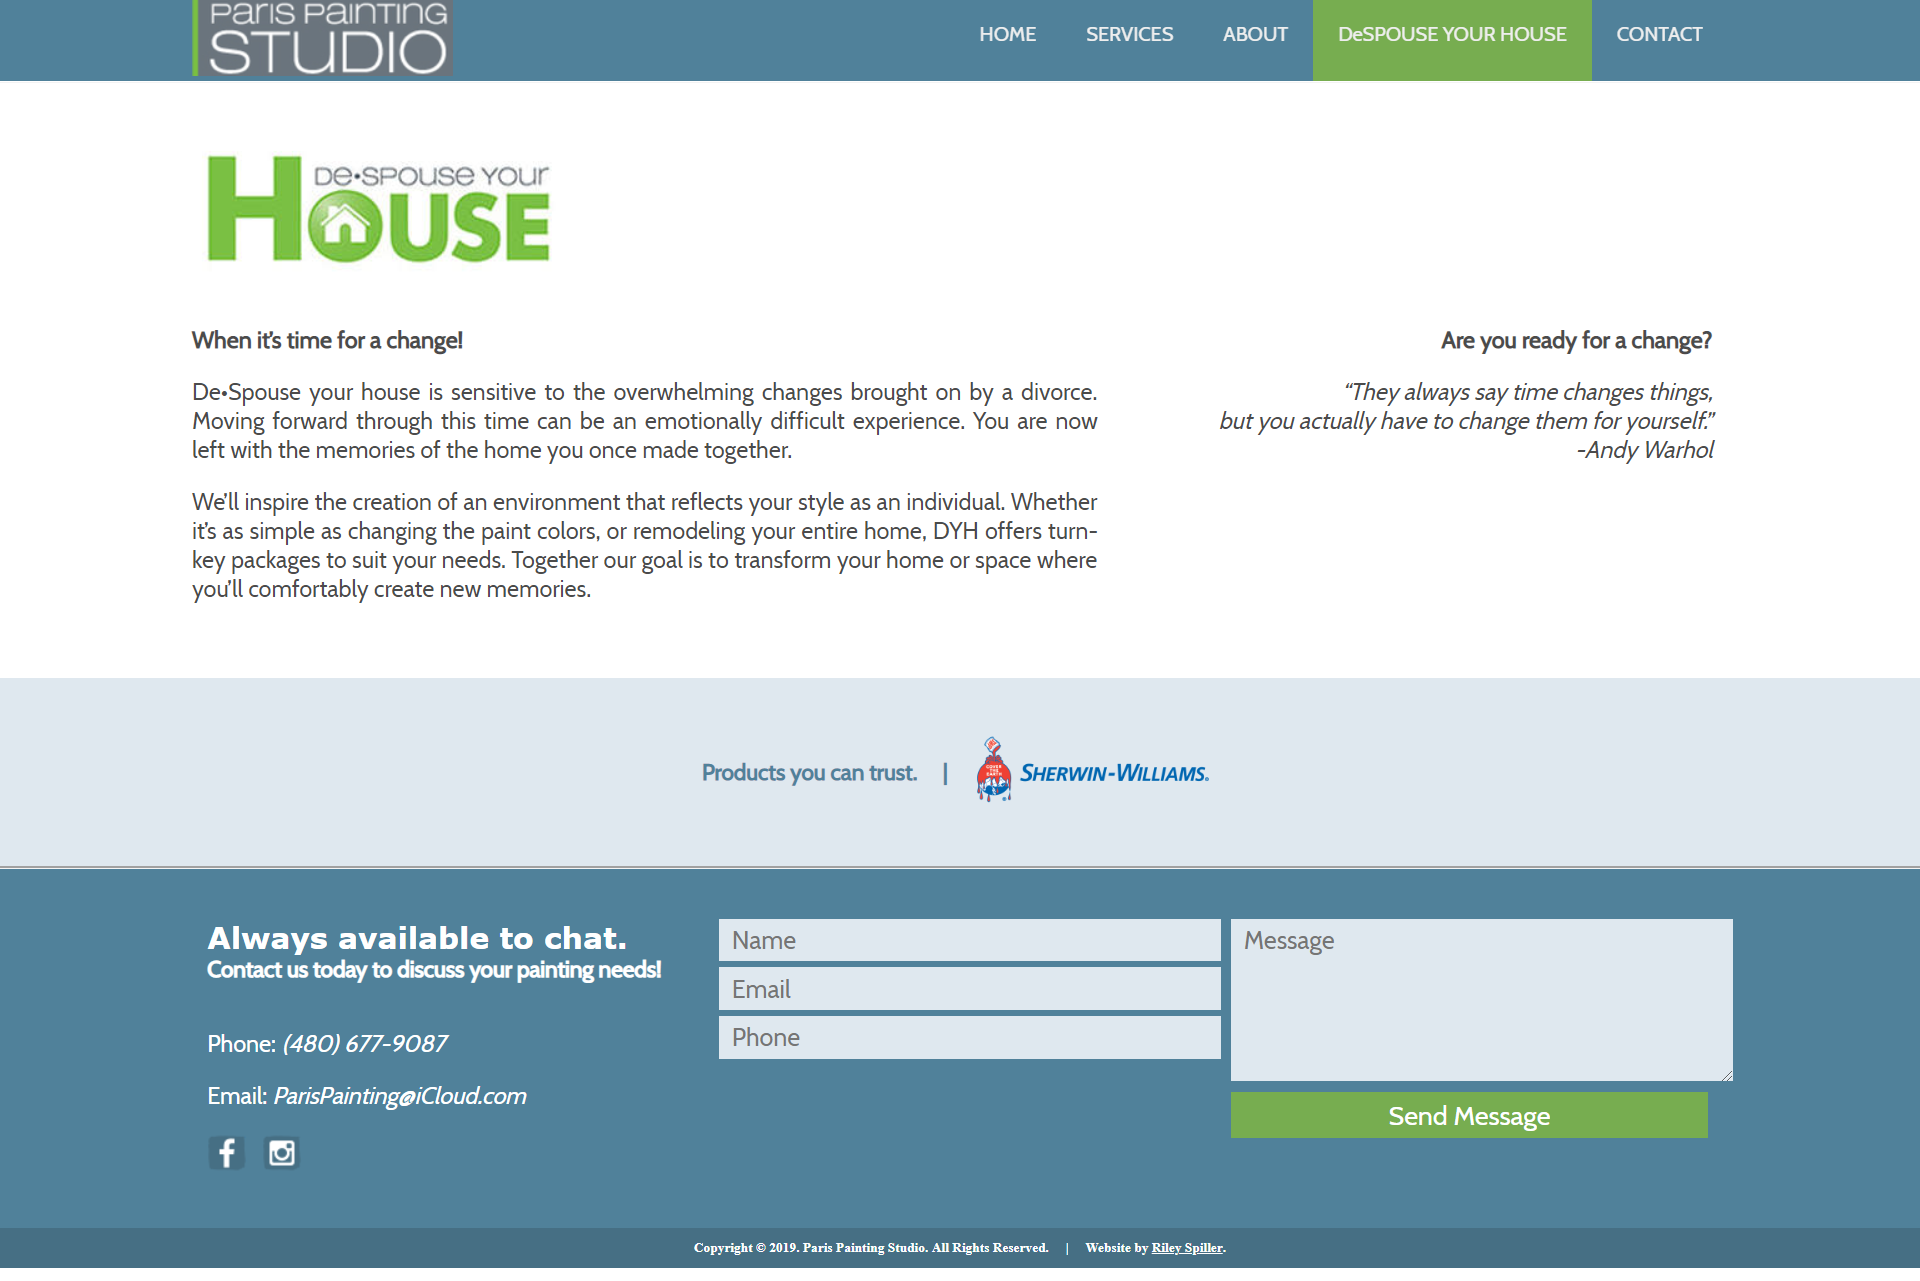 Paris Painting
STUDIO
HOME
SERVICES
ABOUT
DeSPOUSE YOUR HOUSE
CONTACT
De•Spouse Your
HOUSE
When it's time for a change!
De•Spouse your house is sensitive to the overwhelming changes brought on by a divorce.
Moving forward through this time can be an emotionally difficult experience. You are now
left with the memories of the home you once made together.
We'll inspire the creation of an environment that reflects your style as an individual. Whether
it's as simple as changing the paint colors, or remodeling your entire home, DYH offers turn-
key packages to suit your needs. Together our goal is to transform your home or space where
you'll comfortably create new memories.
Are you ready for a change?
“They always say time changes things,
but you actually have to change them for yourself.”
-Andy Warhol
Products you can trust. |
COVER
THE
EARTH
SHERWIN-WILLIAMS.
Always available to chat.
Contact us today to discuss your painting needs!
Phone: (480) 677-9087
Email: ParisPainting@iCloud.com
Name
Email
Phone
Message
Send Message
Copyright © 2019. Paris Painting Studio. All Rights Reserved. | Website by Riley Spiller.